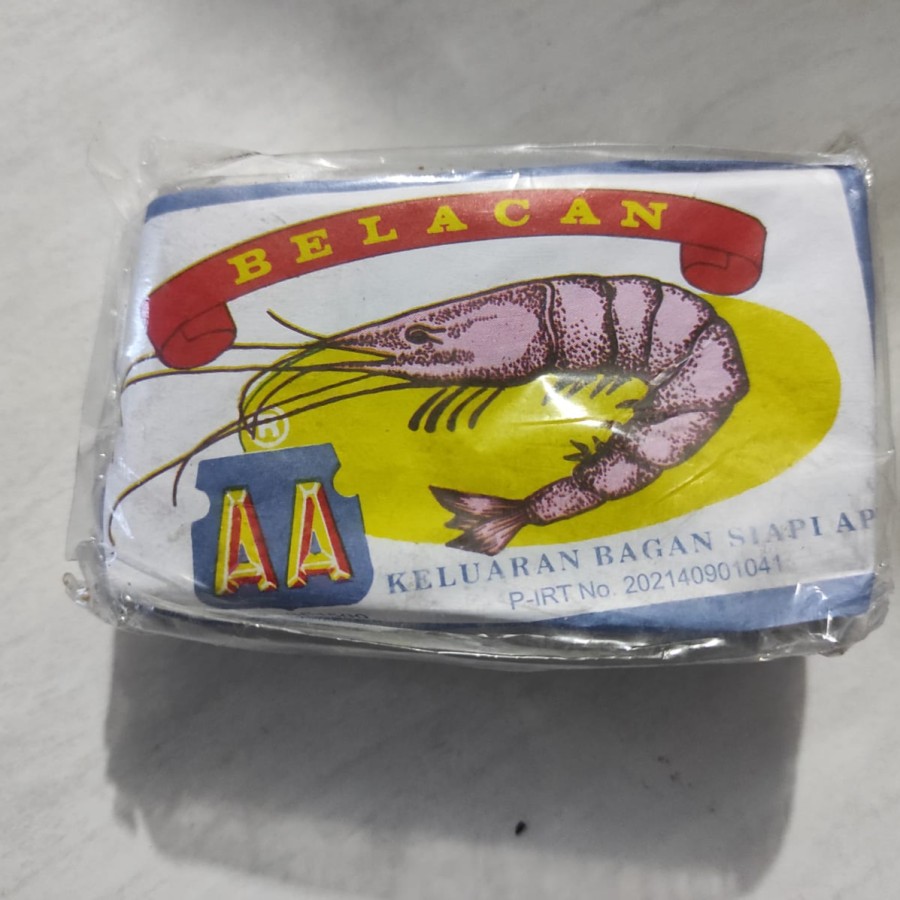 BELACAN
®
AA
KELUARAN BAGAN SIAPI AP
P-IRT No. 202140901041